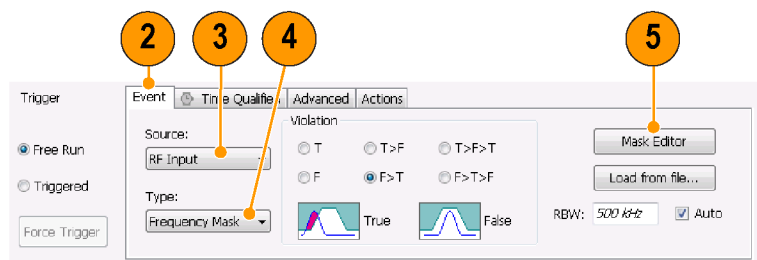 2 3 4 5
Trigger
Event Time Qualified Advanced Actions
Free Run
Triggered
Force Trigger
Source:
RF Input
Type:
Frequency Mask
Violation
T T>F T>F>T
F F>T F>T>F
True False
Mask Editor
Load from file...
RBW: 500 kHz Auto